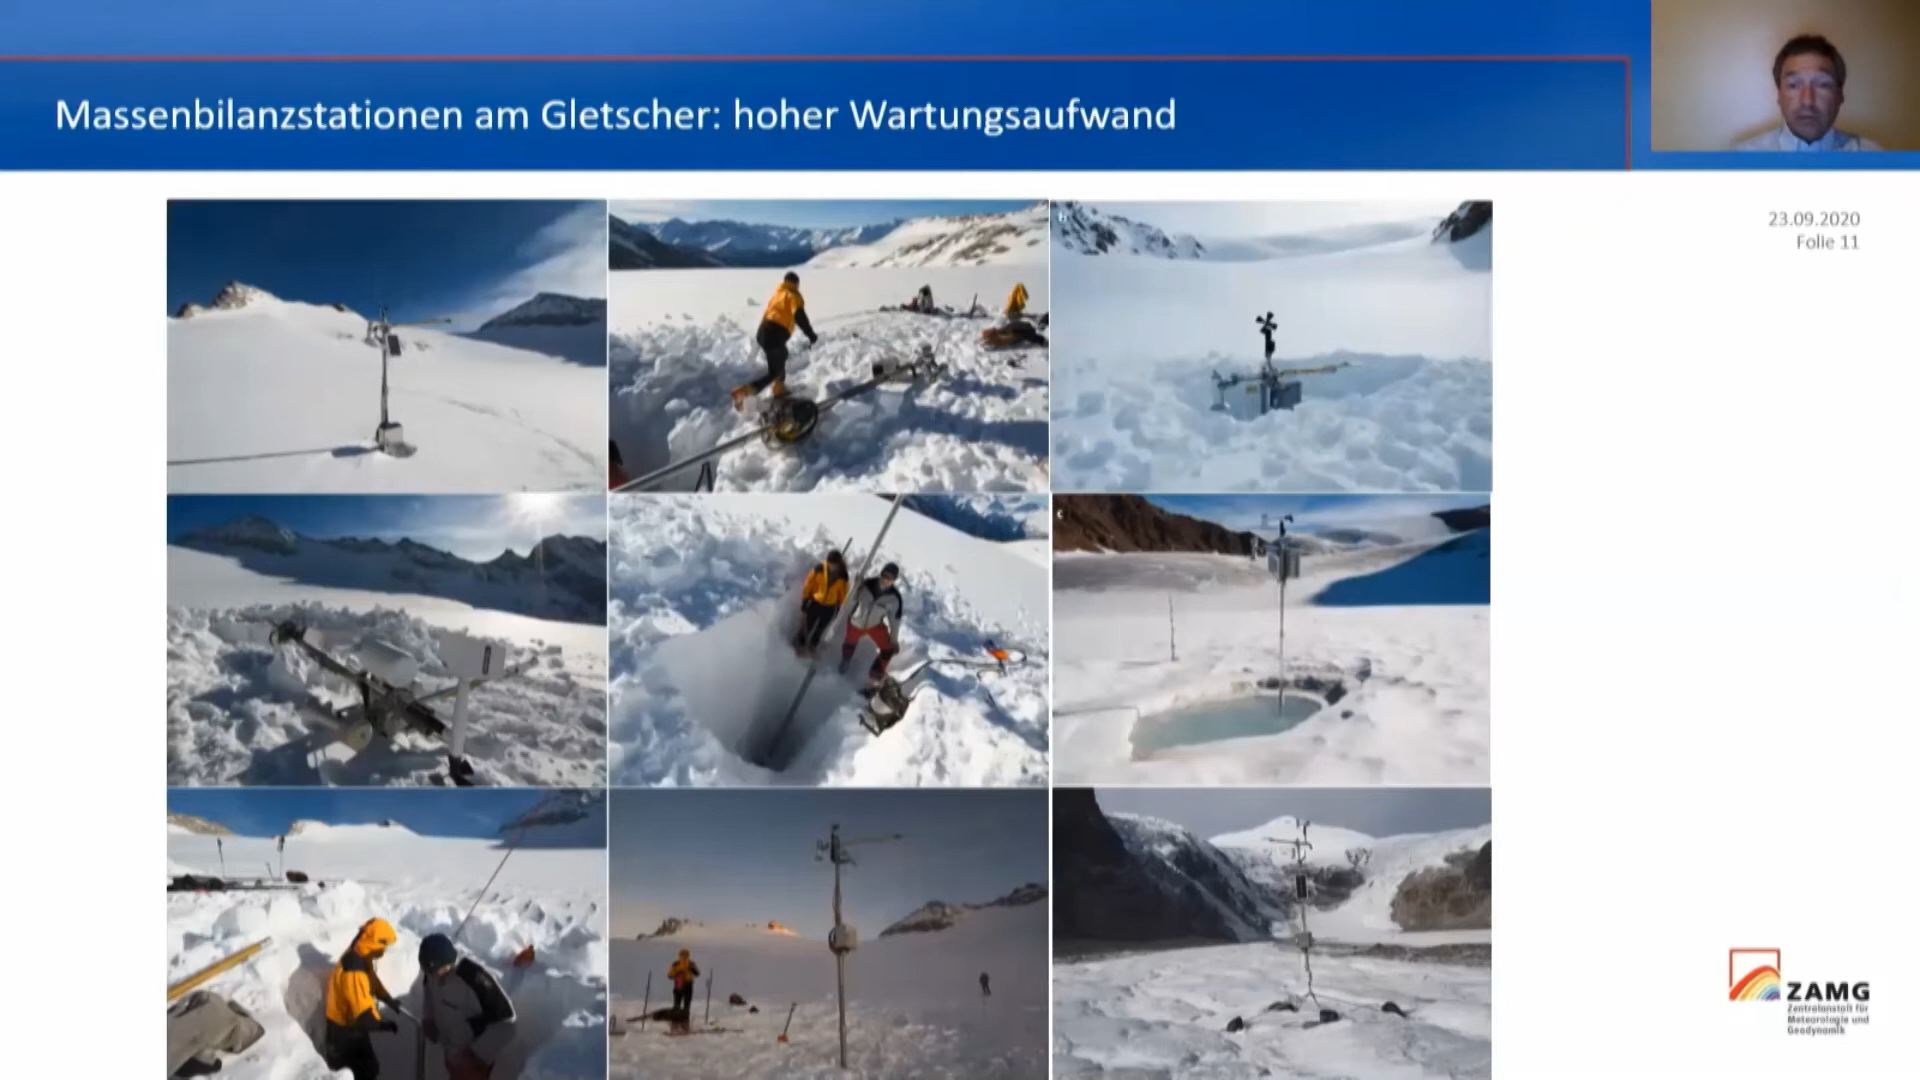 Massenbilanzstationen am Gletscher: hoher Wartungsaufwand
23.09.2020
Folie 11
b
c
ZAMG
Zentralanstalt für
Meteorologie und
Geodynamik